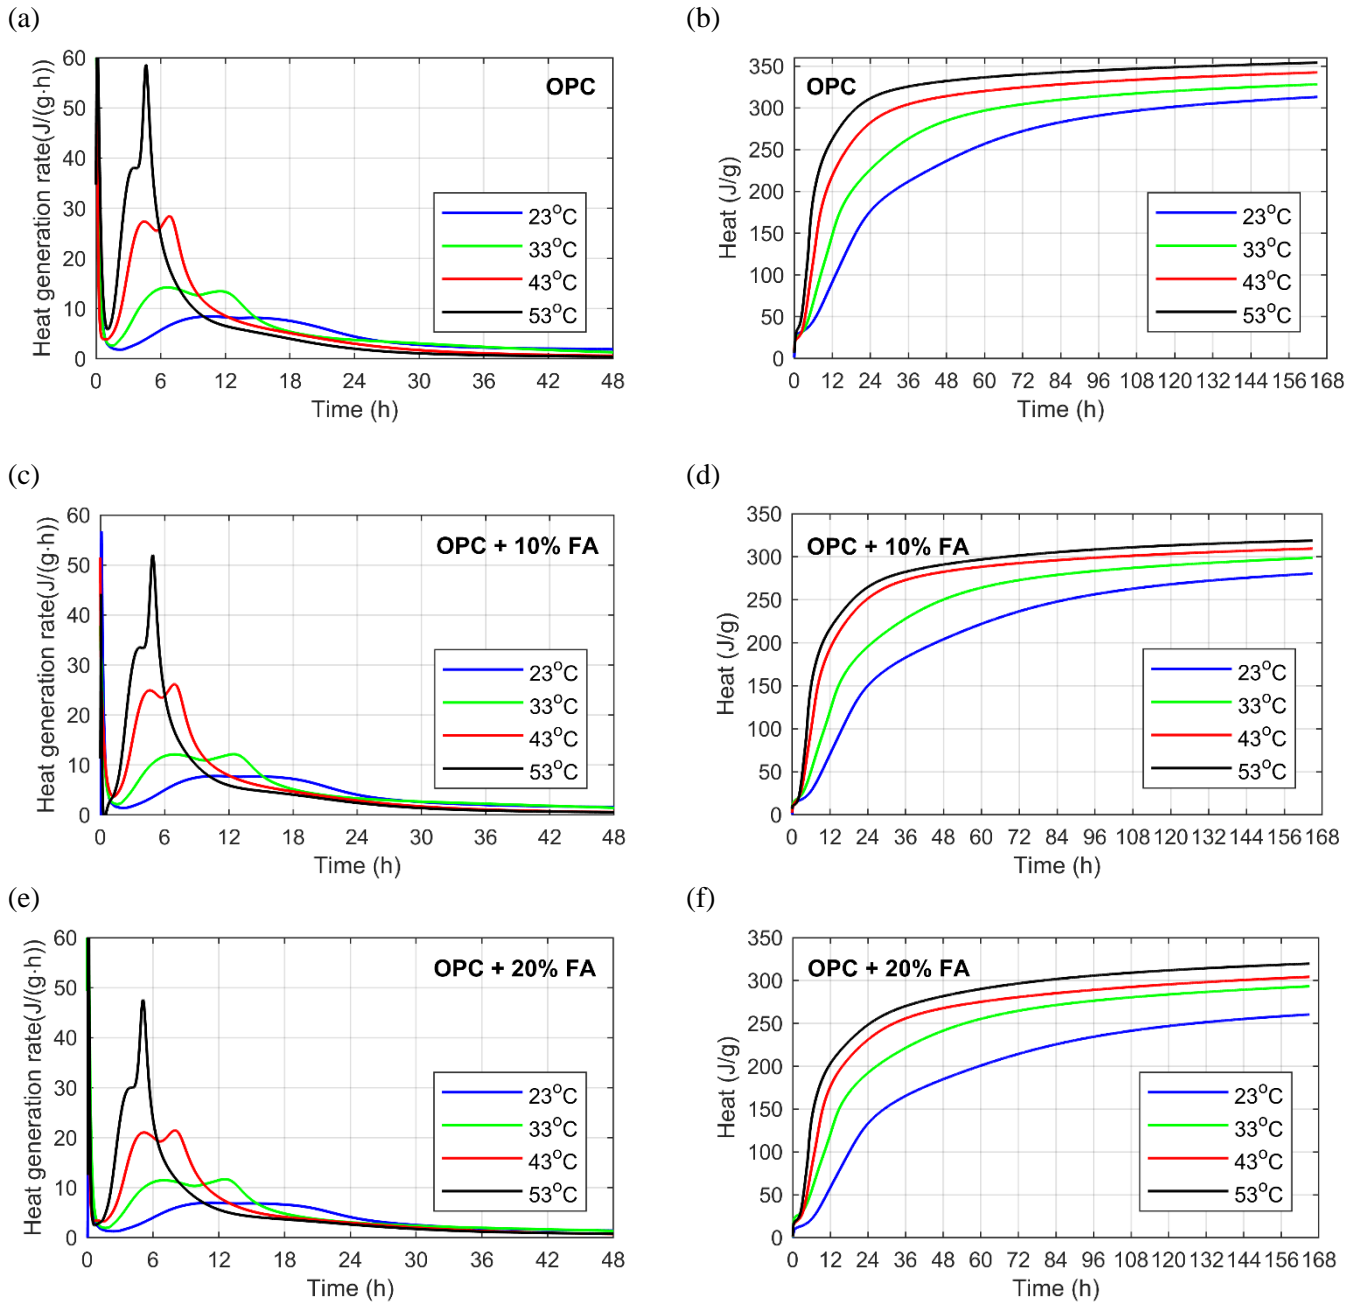 (a)
(b)
Heat generation rate(J/(g·h))
60
50
40
30
20
10
0
OPC
23°C
33°C
43°C
53°C
0 6 12 18 24 30 36 42 48
Time (h)
Heat (J/g)
350
300
250
200
150
100
50
0
OPC
23°C
33°C
43°C
53°C
0 12 24 36 48 60 72 84 96 108 120 132 144 156 168
Time (h)
(c)
(d)
Heat generation rate(J/(g·h))
60
50
40
30
20
10
0
OPC + 10% FA
23°C
33°C
43°C
53°C
0 6 12 18 24 30 36 42 48
Time (h)
Heat (J/g)
350
300
250
200
150
100
50
0
OPC + 10% FA
23°C
33°C
43°C
53°C
0 12 24 36 48 60 72 84 96 108 120 132 144 156 168
Time (h)
(e)
(f)
Heat generation rate(J/(g·h))
60
50
40
30
20
10
0
OPC + 20% FA
23°C
33°C
43°C
53°C
0 6 12 18 24 30 36 42 48
Time (h)
Heat (J/g)
350
300
250
200
150
100
50
0
OPC + 20% FA
23°C
33°C
43°C
53°C
0 12 24 36 48 60 72 84 96 108 120 132 144 156 168
Time (h)